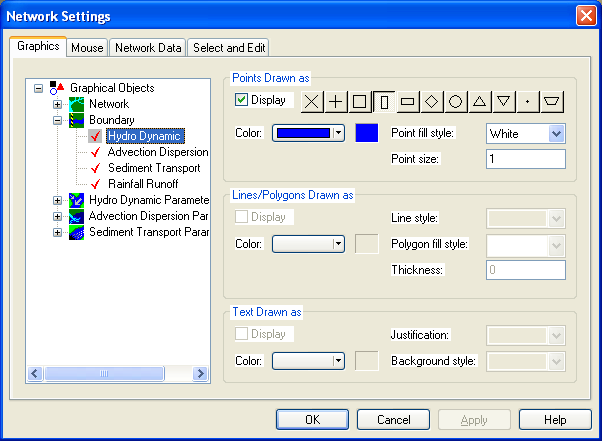 Network Settings
Graphics Mouse Network Data Select and Edit
Graphical Objects
Network
Boundary
Hydro Dynamic
Advection Dispersion
Sediment Transport
Rainfall Runoff
Hydro Dynamic Paramete
Advection Dispersion Par
Sediment Transport Parar
Points Drawn as
Display
Color: Point fill style: White
Point size: 1
Lines/Polygons Drawn as
Display Line style:
Color: Polygon fill style:
Thickness: 0
Text Drawn as
Display Justification:
Color: Background style:
OK Cancel Apply Help